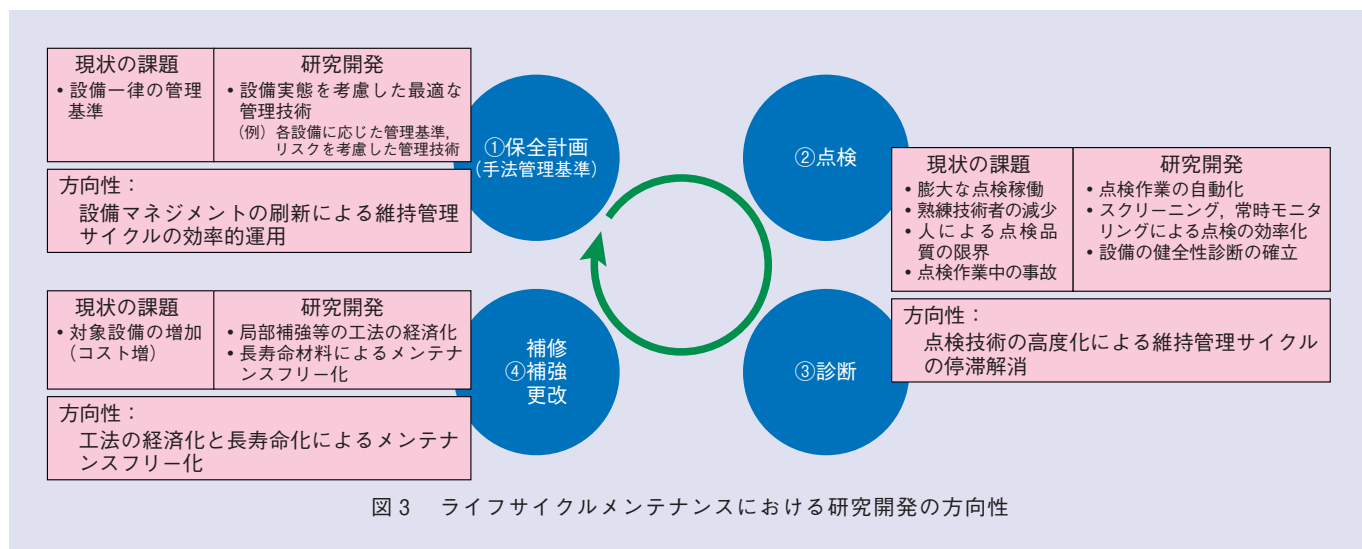 現状の課題
• 設備一律の管理
基準
研究開発
• 設備実態を考慮した最適な
管理技術
(例) 各設備に応じた管理基準,
リスクを考慮した管理技術
方向性：
設備マネジメントの刷新による維持管理
サイクルの効率的運用
①保全計画
(手法管理基準)
②点検
現状の課題
• 膨大な点検稼働
• 熟練技術者の減少
• 人による点検品
質の限界
• 点検作業中の事故
研究開発
• 点検作業の自動化
• スクリーニング, 常時モニタ
リングによる点検の効率化
• 設備の健全性診断の確立
方向性：
点検技術の高度化による維持管理サイクル
の停滞解消
③診断
現状の課題
• 対象設備の増加
(コスト増)
研究開発
• 局部補強等の工法の経済化
• 長寿命材料によるメンテナ
ンスフリー化
方向性：
工法の経済化と長寿命化によるメンテナ
ンスフリー化
補修
④補強
更改
図3　ライフサイクルメンテナンスにおける研究開発の方向性